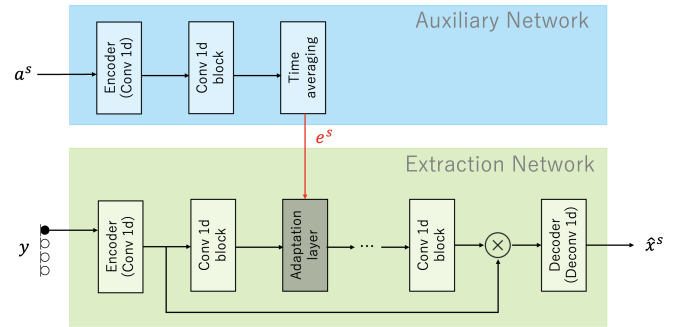 Auxiliary Network
a^s
Encoder
(Conv 1d)
Conv 1d
block
Time
averaging
e^s
Extraction Network
y
Encoder
(Conv 1d)
Conv 1d
block
Adaptation
layer
...
Conv 1d
block
×
Decoder
(Deconv 1d)
x̂^s